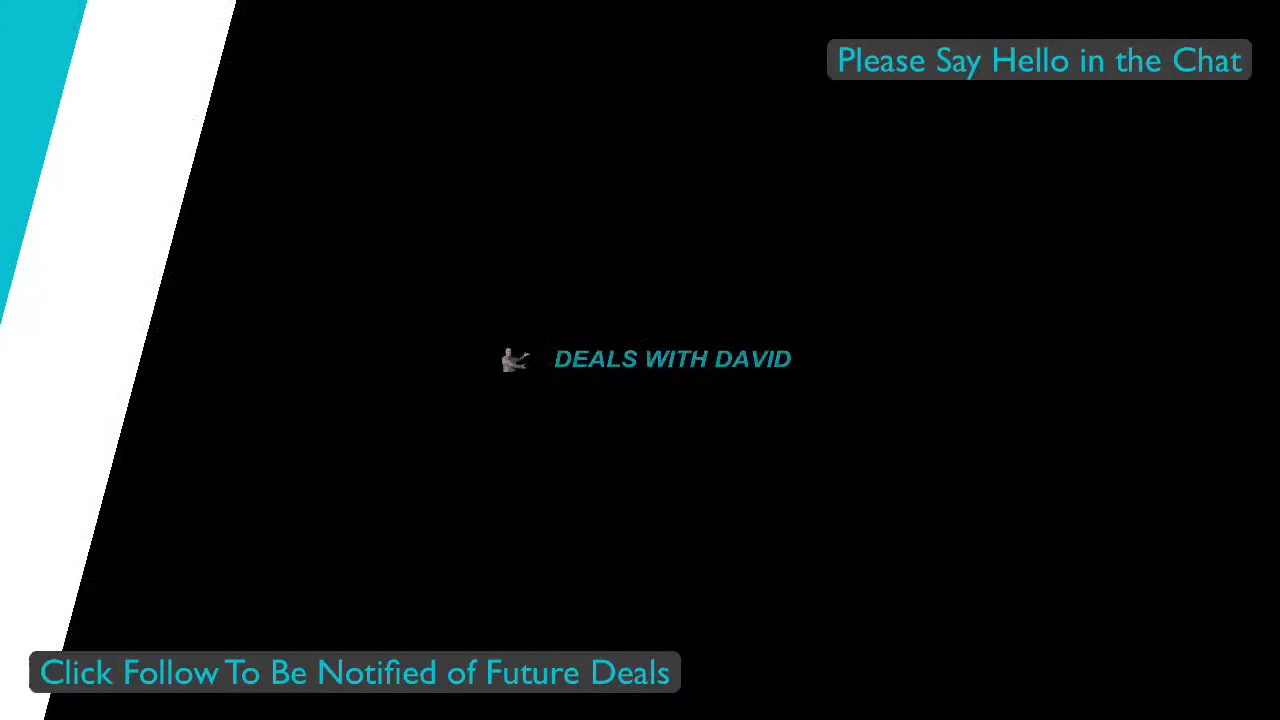 Please Say Hello in the Chat
DEALS WITH DAVID
Click Follow To Be Notified of Future Deals